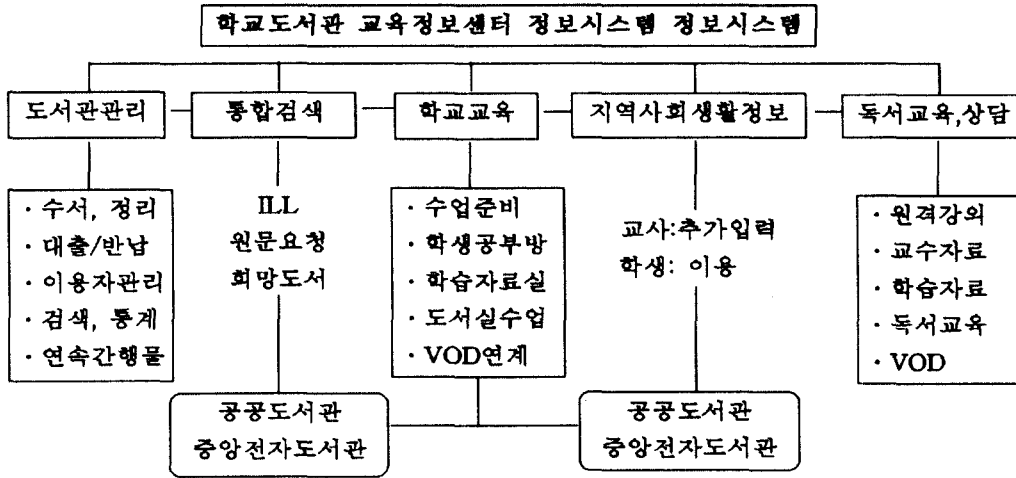 학교도서관 교육정보센터 정보시스템 정보시스템
도서관관리
통합검색
학교교육
지역사회생활정보
독서교육,상담
· 수서, 정리
· 대출/반납
· 이용자관리
· 검색, 통계
· 연속간행물
ILL
원문요청
희망도서
· 수업준비
· 학생공부방
· 학습자료실
· 도서실수업
· VOD연계
교사:추가입력
학생: 이용
· 원격강의
· 교수자료
· 학습자료
· 독서교육
· VOD
공공도서관
중앙전자도서관
공공도서관
중앙전자도서관